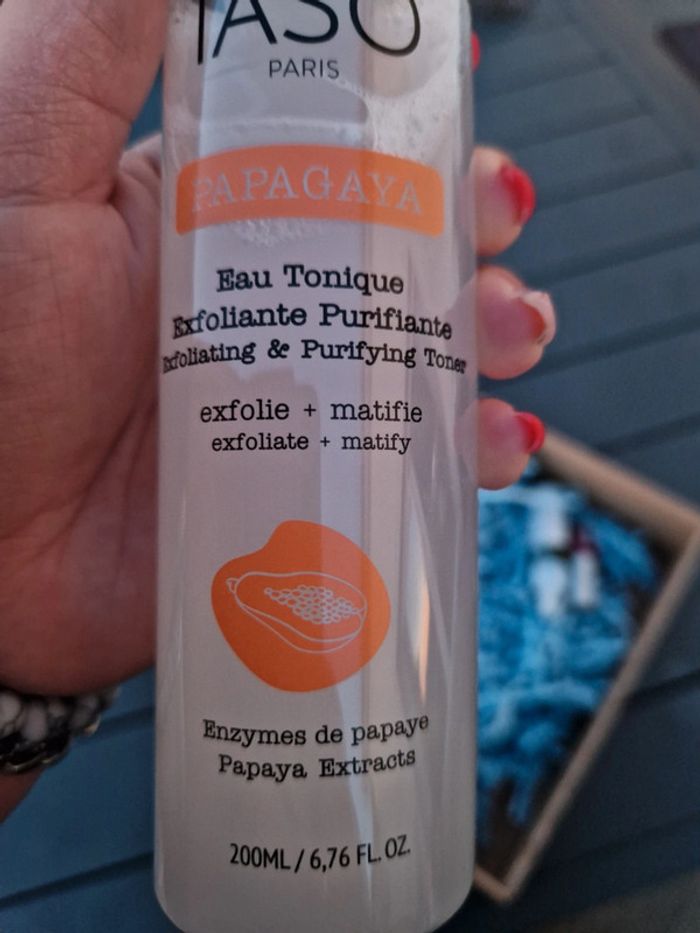 PARIS
PAPAGAYA
Eau Tonique
Exfoliante Purifiante
Exfoliating & Purifying Toner
exfolie + matifie
exfoliate + matify
Enzymes de papaye
Papaya Extracts
200ML / 6,76 FL. OZ.